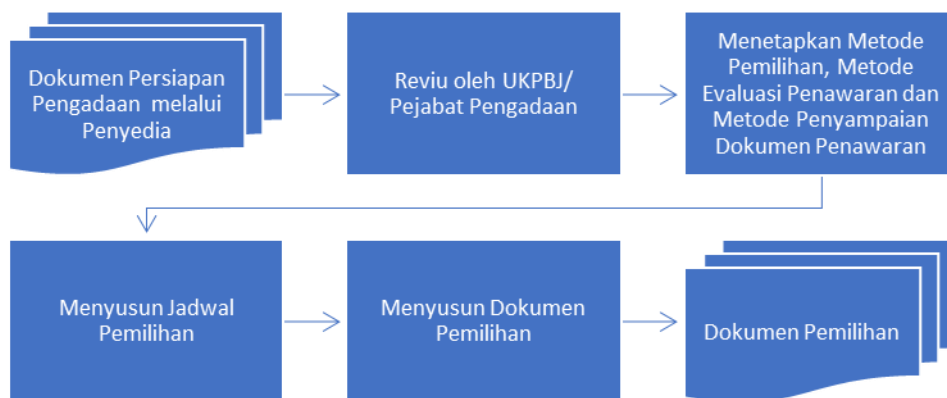 Dokumen Persiapan
Pengadaan melalui
Penyedia
Reviu oleh UKPBJ/
Pejabat Pengadaan
Menetapkan Metode
Pemilihan, Metode
Evaluasi Penawaran dan
Metode Penyampaian
Dokumen Penawaran
Menyusun Jadwal
Pemilihan
Menyusun Dokumen
Pemilihan
Dokumen Pemilihan